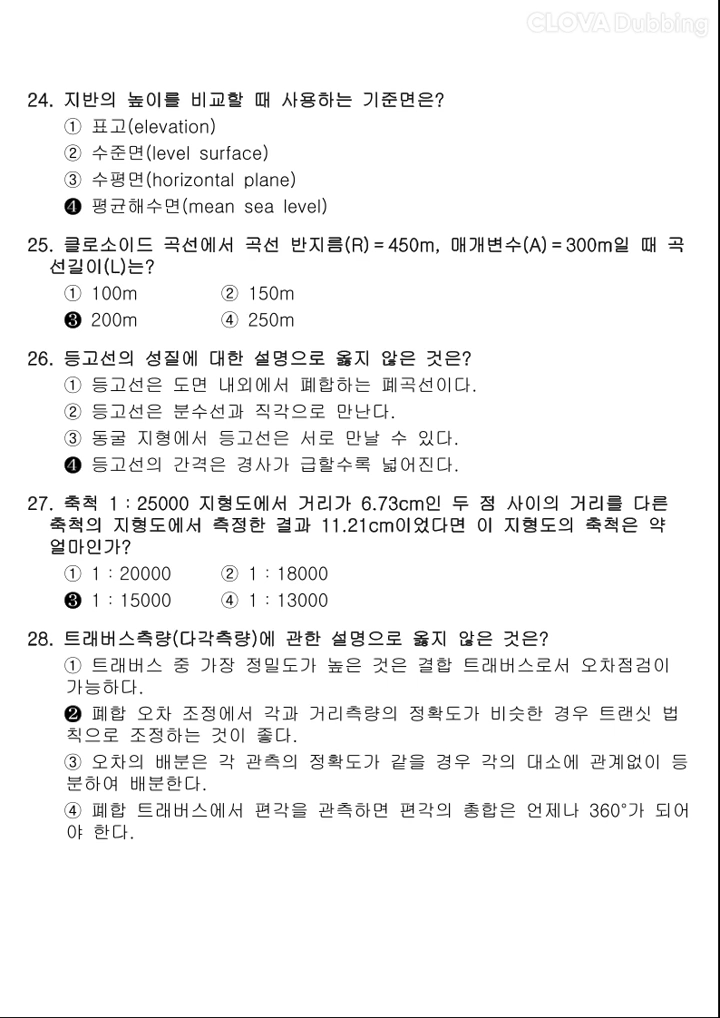 CLOVA Dubbing
24. 지반의 높이를 비교할 때 사용하는 기준면은?
① 표고(elevation)
② 수준면(level surface)
③ 수평면(horizontal plane)
❹ 평균해수면(mean sea level)
25. 클로소이드 곡선에서 곡선 반지름(R)=450m, 매개변수(A)=300m일 때 곡
선길이(L)는?
① 100m ② 150m
❸ 200m ④ 250m
26. 등고선의 성질에 대한 설명으로 옳지 않은 것은?
① 등고선은 도면 내외에서 폐합하는 폐곡선이다.
② 등고선은 분수선과 직각으로 만난다.
③ 동굴 지형에서 등고선은 서로 만날 수 있다.
❹ 등고선의 간격은 경사가 급할수록 넓어진다.
27. 축척 1 : 25000 지형도에서 거리가 6.73cm인 두 점 사이의 거리를 다른
축척의 지형도에서 측정한 결과 11.21cm이었다면 이 지형도의 축척은 약
얼마인가?
① 1 : 20000 ② 1 : 18000
❸ 1 : 15000 ④ 1 : 13000
28. 트래버스측량(다각측량)에 관한 설명으로 옳지 않은 것은?
① 트래버스 중 가장 정밀도가 높은 것은 결합 트래버스로서 오차점검이
가능하다.
❷ 폐합 오차 조정에서 각과 거리측량의 정확도가 비슷한 경우 트랜싯 법
칙으로 조정하는 것이 좋다.
③ 오차의 배분은 각 관측의 정확도가 같을 경우 각의 대소에 관계없이 등
분하여 배분한다.
④ 폐합 트래버스에서 편각을 관측하면 편각의 총합은 언제나 360°가 되어
야 한다.